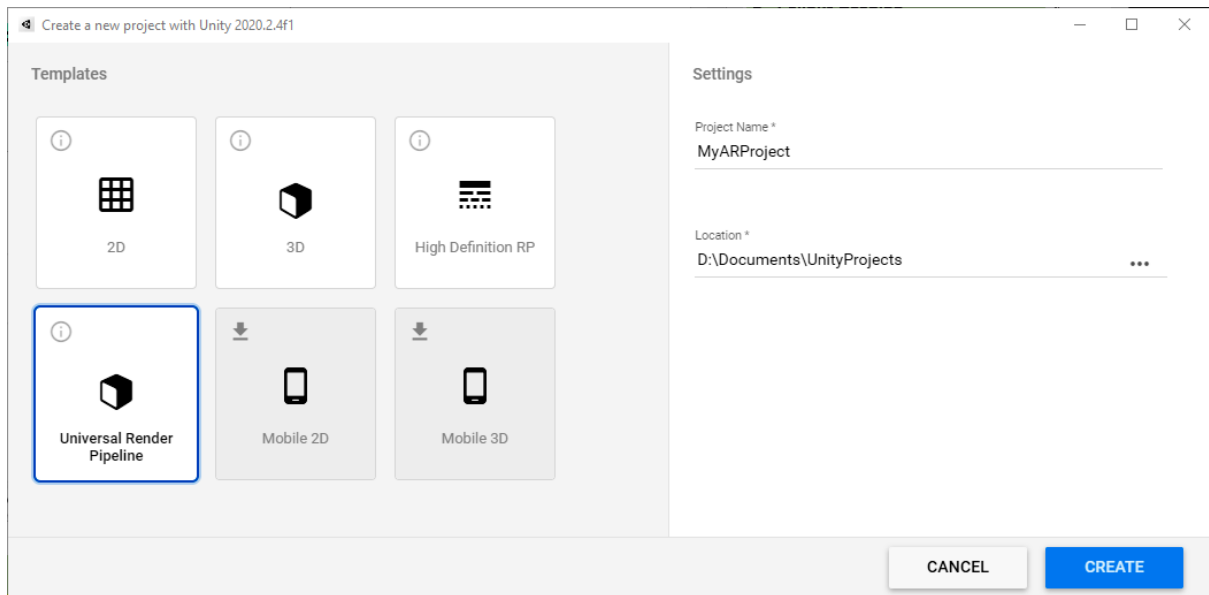 Create a new project with Unity 2020.2.4f1
Templates
2D
3D
High Definition RP
Universal Render
Pipeline
Mobile 2D
Mobile 3D
Settings
Project Name *
MyARProject
Location *
D:\Documents\UnityProjects
CANCEL
CREATE